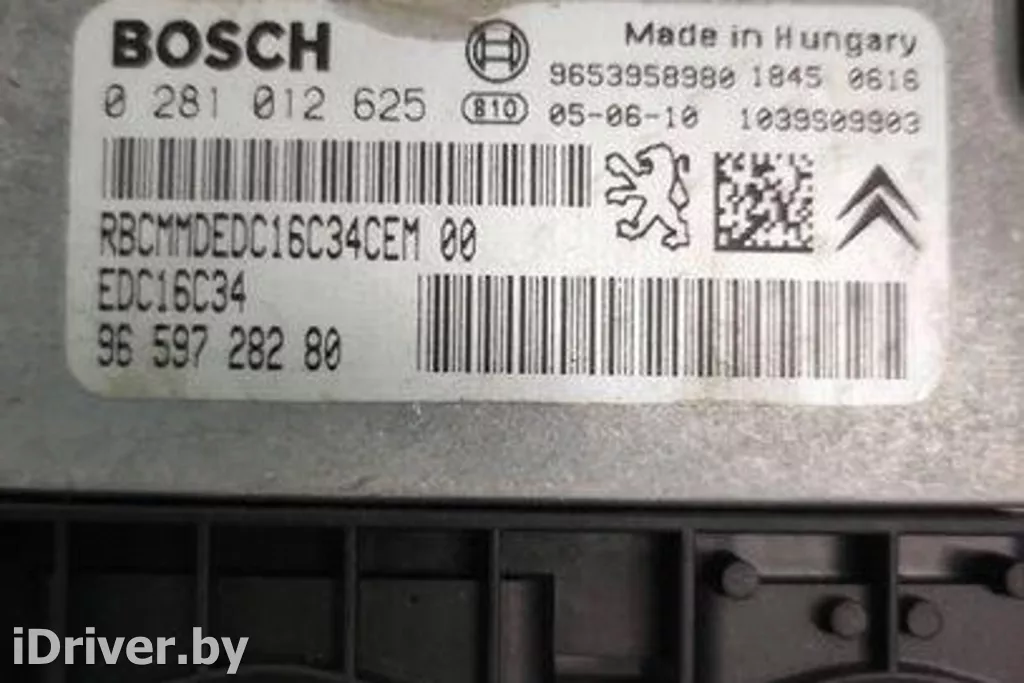 BOSCH
Made in Hungary
9653958980 1845 0616
0 281 012 625 810 05-06-10 1039S09903
RBCMMDEDC16C34CEM 00
EDC16C34
96 597 282 80
iDriver.by